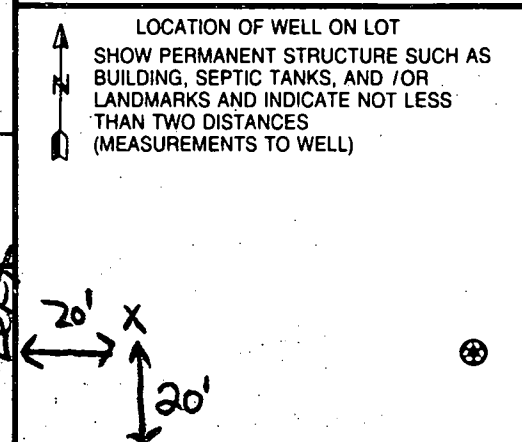 LOCATION OF WELL ON LOT
SHOW PERMANENT STRUCTURE SUCH AS
BUILDING, SEPTIC TANKS, AND /OR
LANDMARKS AND INDICATE NOT LESS
THAN TWO DISTANCES
(MEASUREMENTS TO WELL)
N
20' X
20'